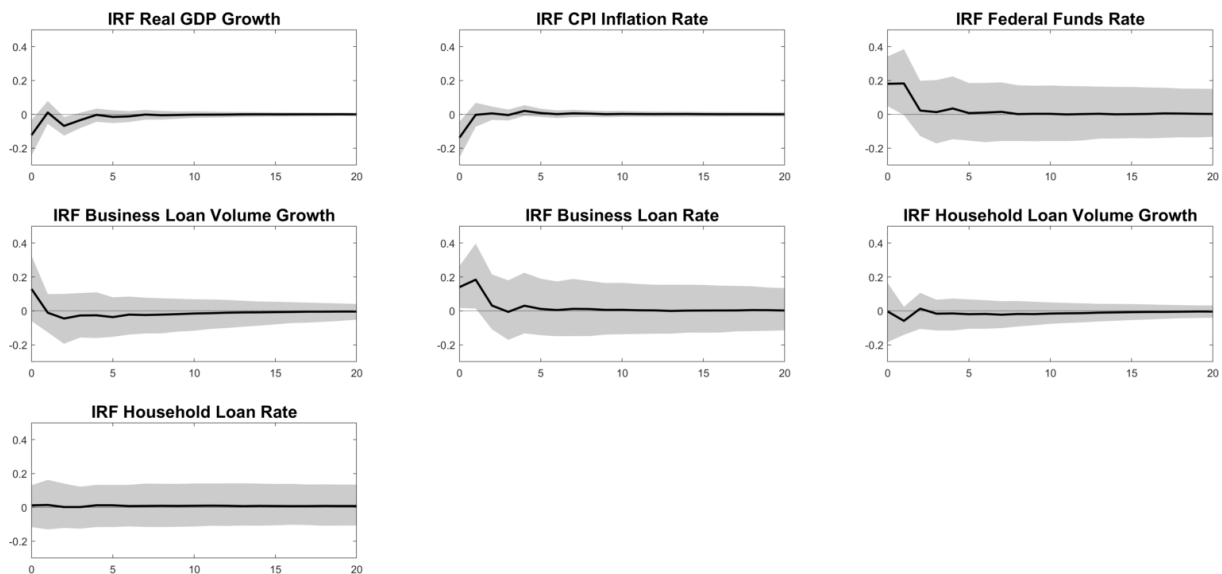 IRF Real GDP Growth
0.4
0.2
0
-0.2
0 5 10 15 20
IRF CPI Inflation Rate
0.4
0.2
0
-0.2
0 5 10 15 20
IRF Federal Funds Rate
0.4
0.2
0
-0.2
0 5 10 15 20
IRF Business Loan Volume Growth
0.4
0.2
0
-0.2
0 5 10 15 20
IRF Business Loan Rate
0.4
0.2
0
-0.2
0 5 10 15 20
IRF Household Loan Volume Growth
0.4
0.2
0
-0.2
0 5 10 15 20
IRF Household Loan Rate
0.4
0.2
0
-0.2
0 5 10 15 20